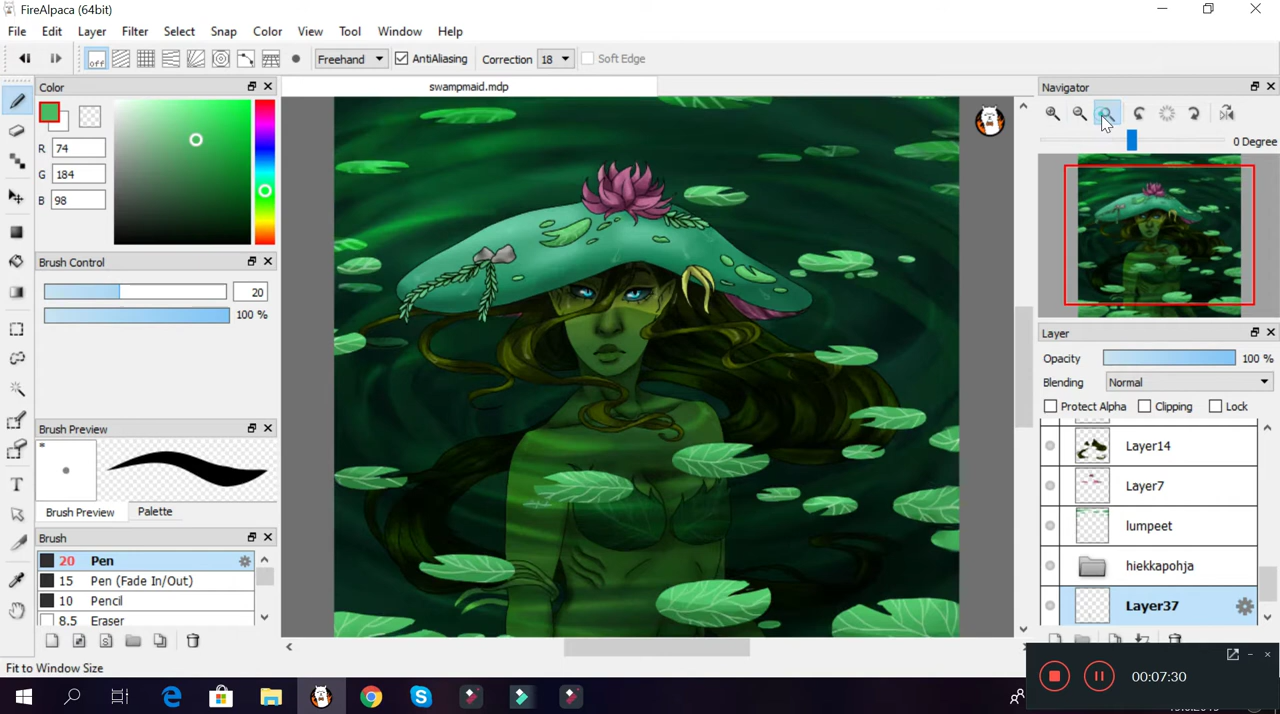 FireAlpaca (64bit)
File Edit Layer Filter Select Snap Color View Tool Window Help
off Freehand AntiAliasing Correction 18 Soft Edge
Color
R 74
G 184
B 98
Brush Control
20
100 %
Brush Preview
Brush Preview Palette
Brush
20 Pen
15 Pen (Fade In/Out)
10 Pencil
8.5 Eraser
Fit to Window Size
swampmaid.mdp
Navigator
0 Degree
Layer
Opacity 100 %
Blending Normal
Protect Alpha Clipping Lock
Layer14
Layer7
lumpeet
hiekkapohja
Layer37
00:07:30